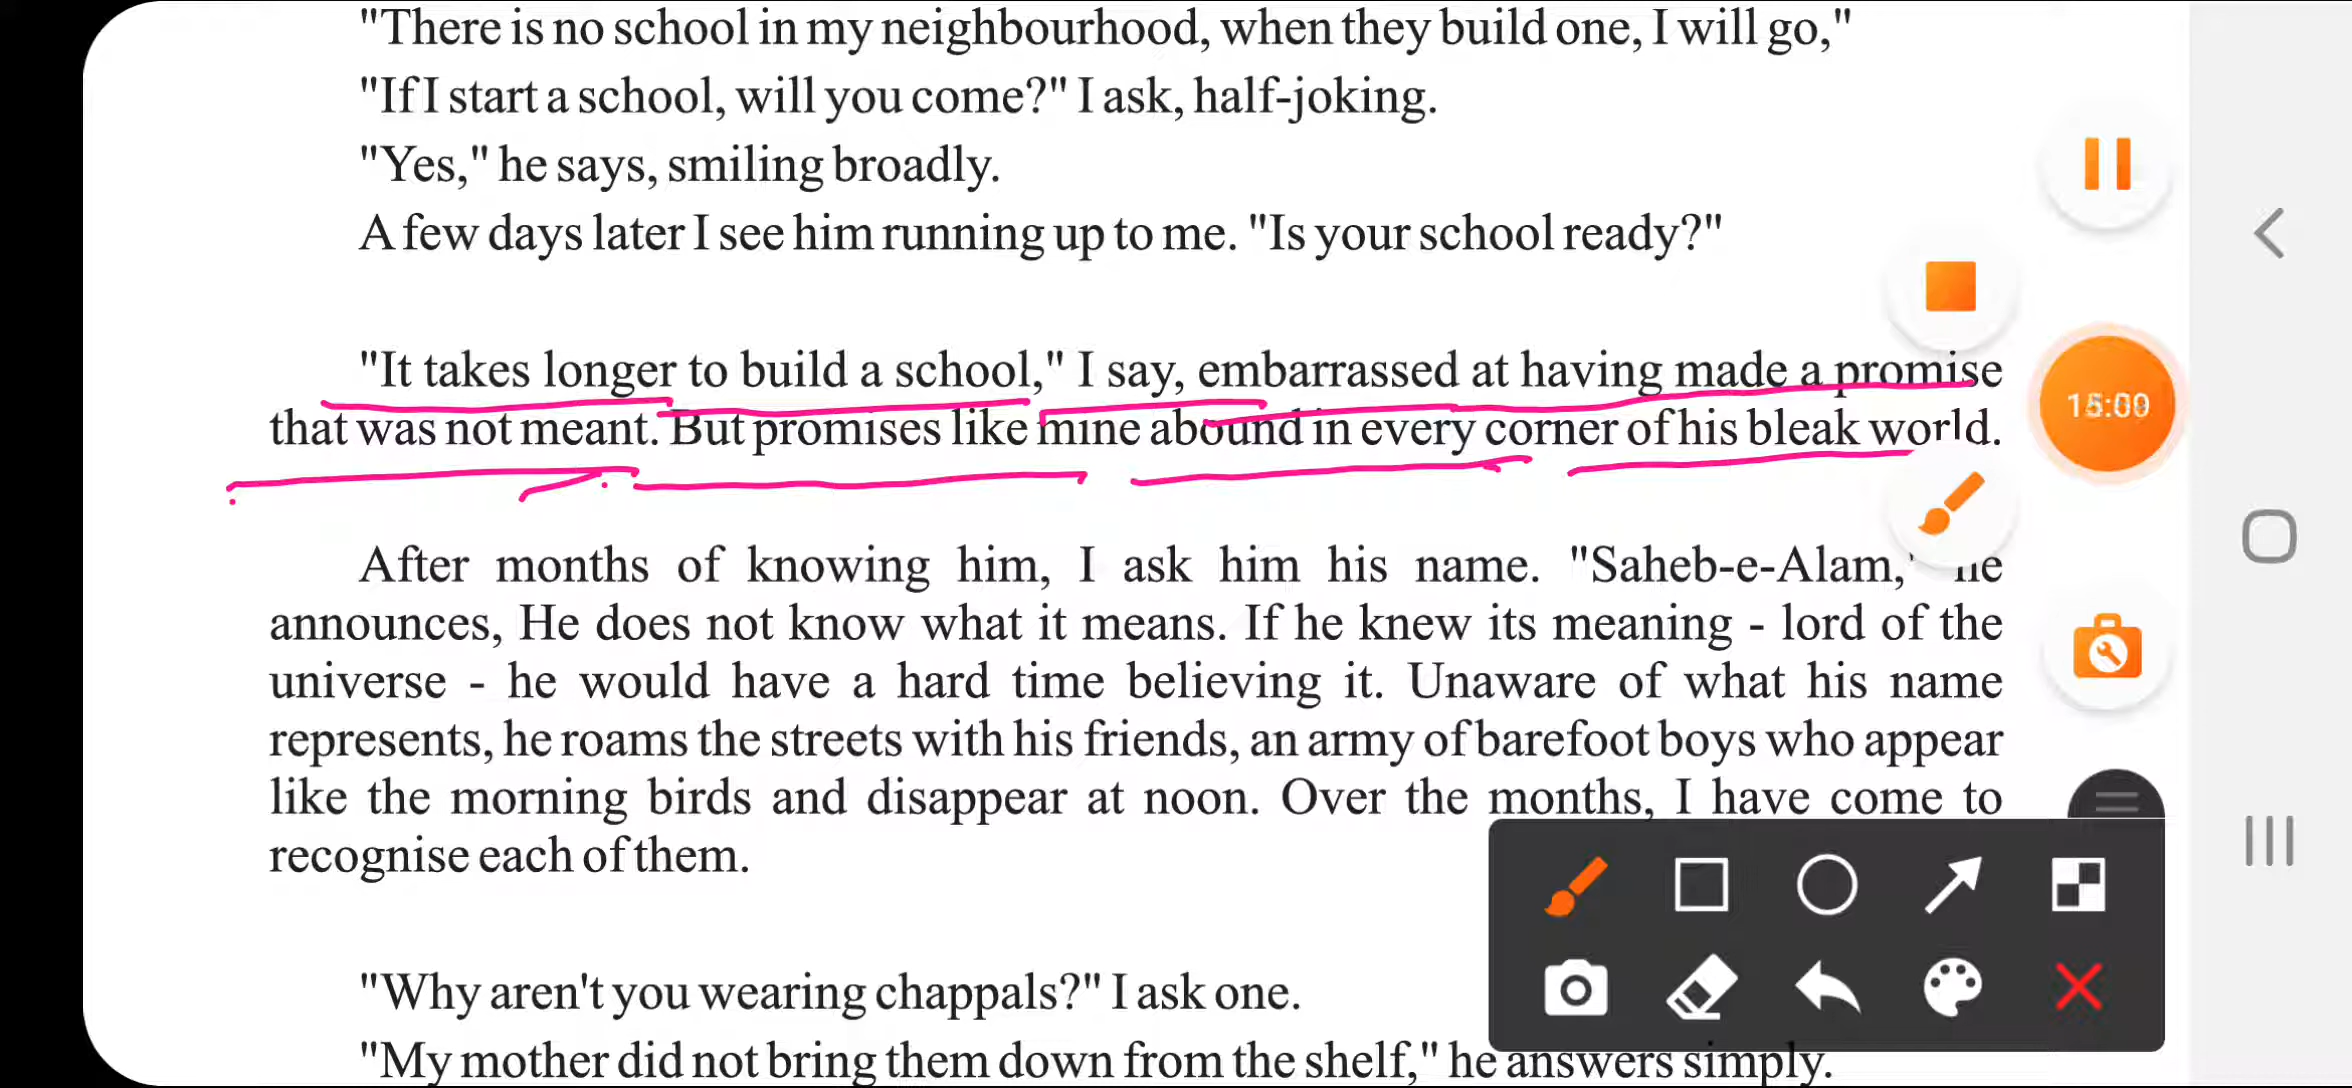 "There is no school in my neighbourhood, when they build one, I will go,"
"If I start a school, will you come?" I ask, half-joking.
"Yes," he says, smiling broadly.
A few days later I see him running up to me. "Is your school ready?"
"It takes longer to build a school," I say, embarrassed at having made a promise
that was not meant. But promises like mine abound in every corner of his bleak world.
After months of knowing him, I ask him his name. "Saheb-e-Alam," he
announces, He does not know what it means. If he knew its meaning - lord of the
universe - he would have a hard time believing it. Unaware of what his name
represents, he roams the streets with his friends, an army of barefoot boys who appear
like the morning birds and disappear at noon. Over the months, I have come to
recognise each of them.
"Why aren't you wearing chappals?" I ask one.
"My mother did not bring them down from the shelf," he answers simply.